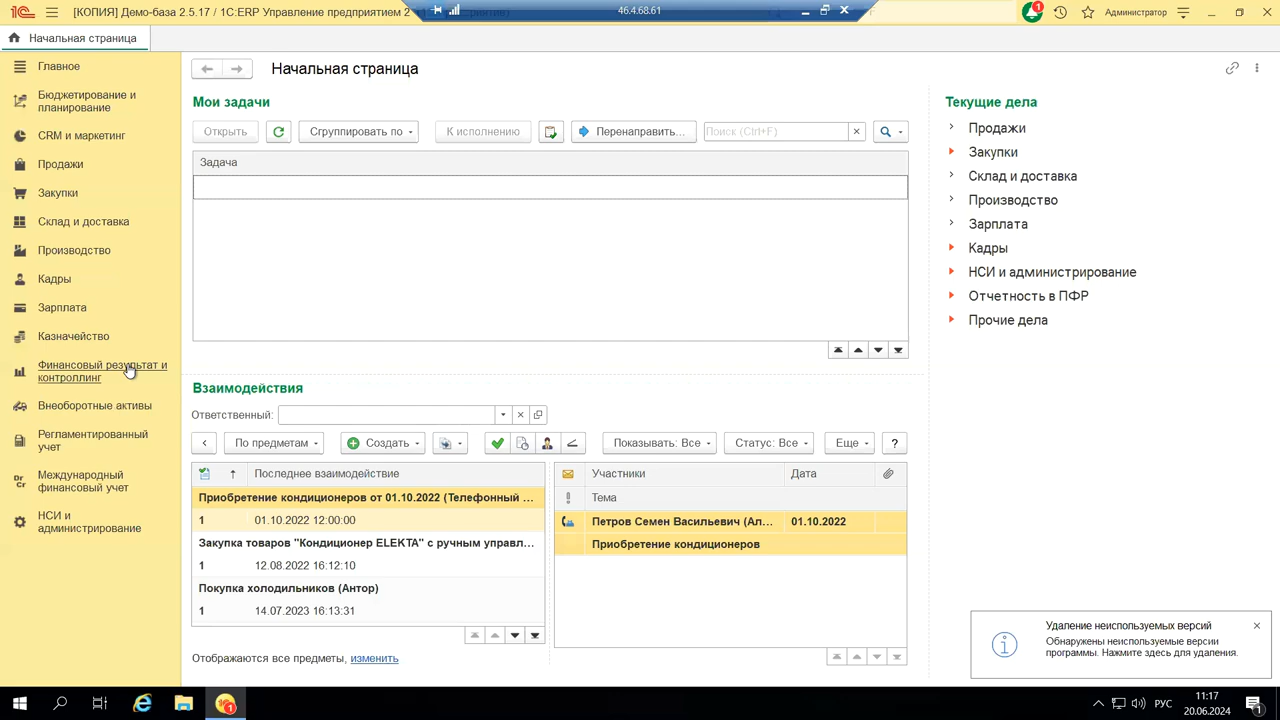 [КОПИЯ] Демо-база 2.5.17 / 1С:ERP Управление предприятием 2
46.4.68.61
1
Администратор
Начальная страница
Главное
Бюджетирование и
планирование
CRM и маркетинг
Продажи
Закупки
Склад и доставка
Производство
Кадры
Зарплата
Казначейство
Финансовый результат и
контроллинг
Внеоборотные активы
Регламентированный
учет
Международный
финансовый учет
НСИ и
администрирование
Начальная страница
Мои задачи
Открыть
Сгруппировать по
К исполнению
Перенаправить...
Поиск (Ctrl+F)
Задача
Взаимодействия
Ответственный:
По предметам
Создать
Показывать: Все
Статус: Все
Еще
?
Последнее взаимодействие
Приобретение кондиционеров от 01.10.2022 (Телефонный ...
1 01.10.2022 12:00:00
Закупка товаров "Кондиционер ELEKTA" с ручным управл...
1 12.08.2022 16:12:10
Покупка холодильников (Антор)
1 14.07.2023 16:13:31
Отображаются все предметы, изменить
Участники Дата
Тема
Петров Семен Васильевич (Ал... 01.10.2022
Приобретение кондиционеров
Текущие дела
Продажи
Закупки
Склад и доставка
Производство
Зарплата
Кадры
НСИ и администрирование
Отчетность в ПФР
Прочие дела
Удаление неиспользуемых версий
Обнаружены неиспользуемые версии
программы. Нажмите здесь для удаления.
РУС
11:17
20.06.2024
1